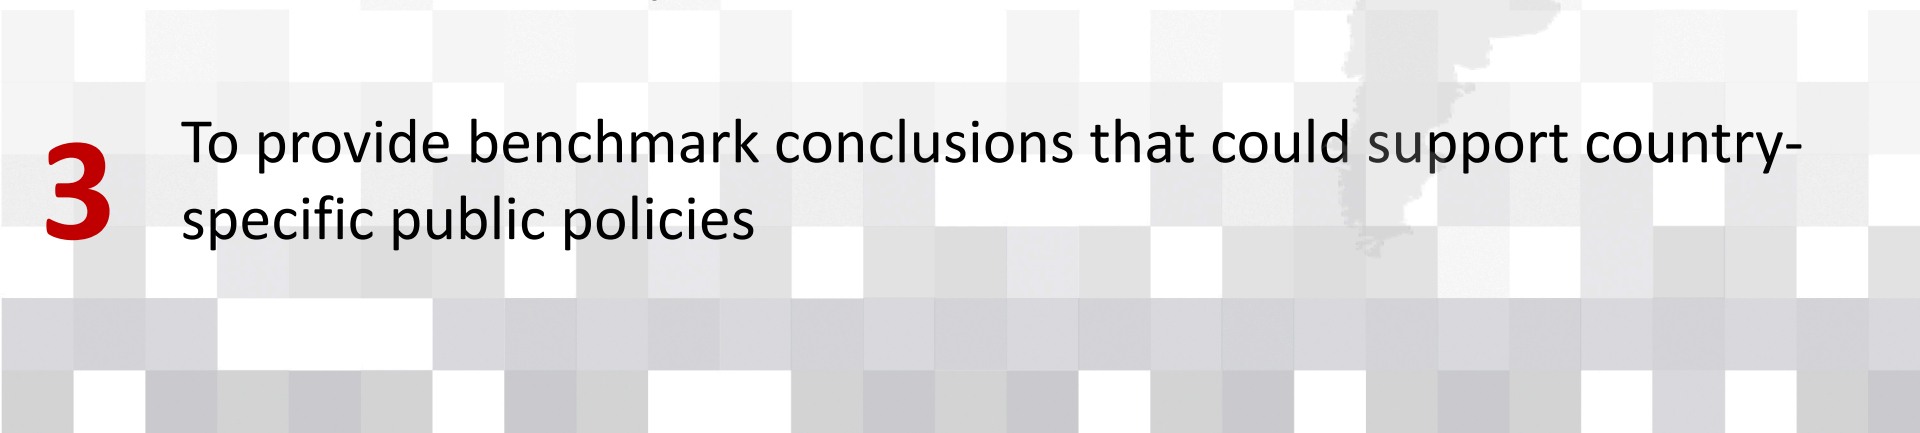 3
To provide benchmark conclusions that could support country-
specific public policies